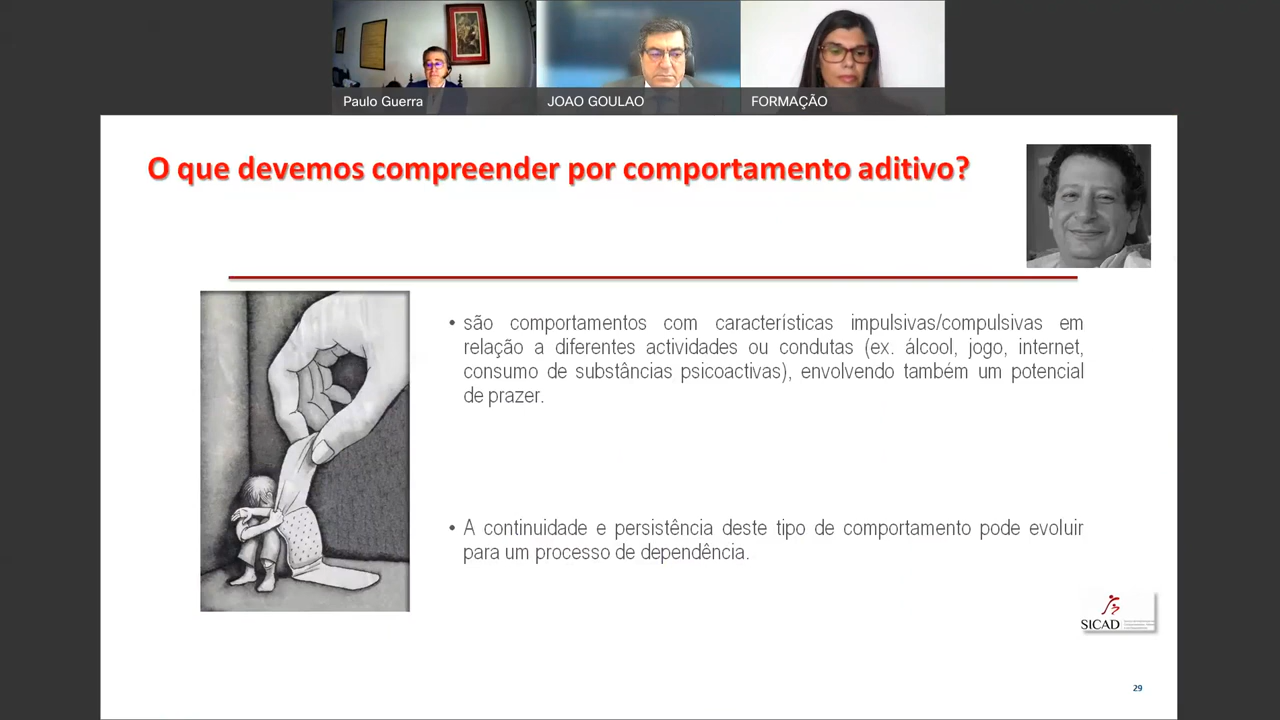 Paulo Guerra
JOAO GOULAO
FORMAÇÃO
O que devemos compreender por comportamento aditivo?
• são comportamentos com características impulsivas/compulsivas em
relação a diferentes actividades ou condutas (ex. álcool, jogo, internet,
consumo de substâncias psicoactivas), envolvendo também um potencial
de prazer.
• A continuidade e persistência deste tipo de comportamento pode evoluir
para um processo de dependência.
SICAD
29